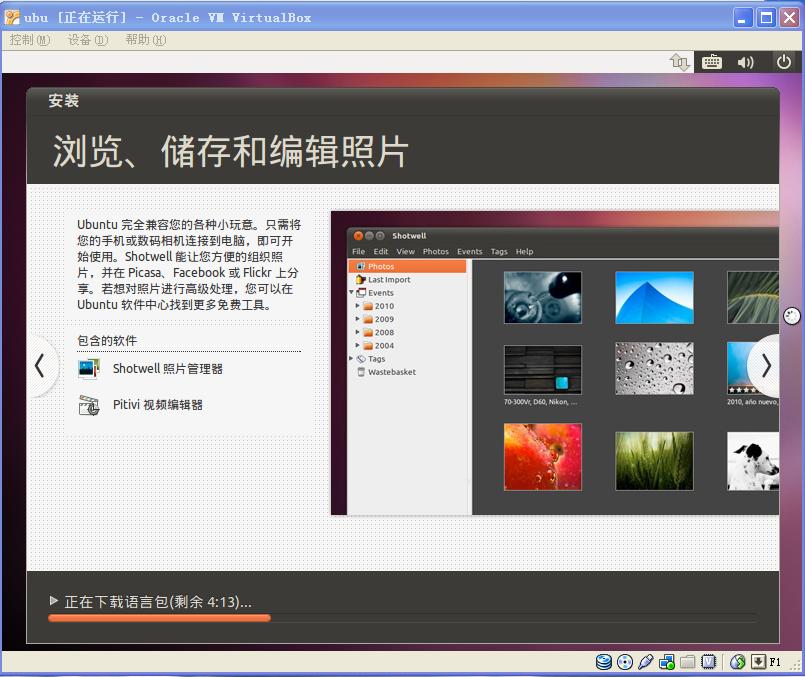 ubu [正在运行] - Oracle VM VirtualBox
控制(M) 设备(D) 帮助(H)
安装
浏览、储存和编辑照片
Ubuntu 完全兼容您的各种小玩意。只需将
您的手机或数码相机连接到电脑，即可开
始使用。Shotwell 能让您方便的组织照
片，并在 Picasa、Facebook 或 Flickr 上分
享。若想对照片进行高级处理，您可以在
Ubuntu 软件中心找到更多免费工具。
包含的软件
Shotwell 照片管理器
Pitivi 视频编辑器
Shotwell
File Edit View Photos Events Tags Help
Photos
Last Import
Events
2010
2009
2008
2004
Tags
Wastebasket
70-300Vr, D60, Nikon, ...
2010, año nuevo,
正在下载语言包(剩余 4:13)...
F1